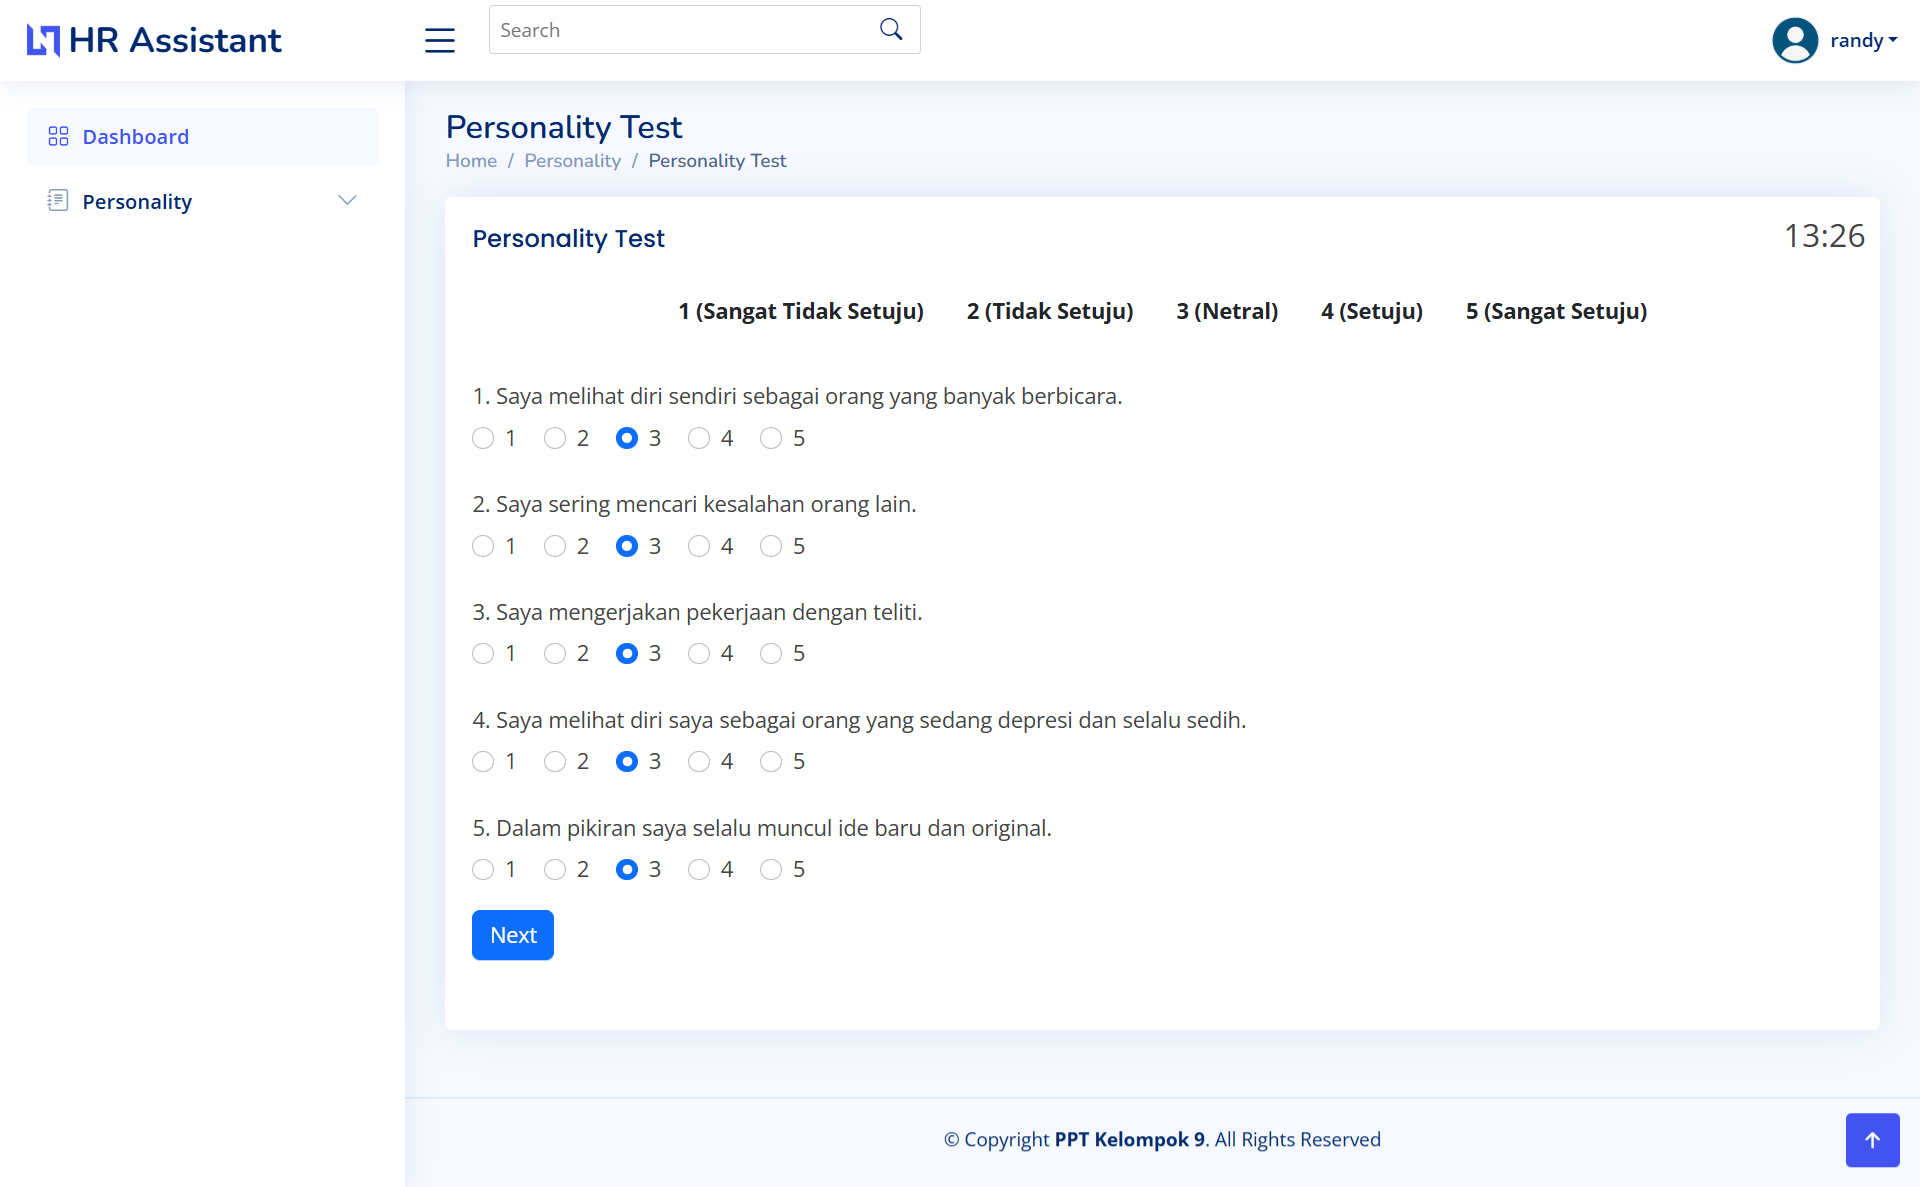 HR Assistant
Search
randy
Dashboard
Personality
Personality Test
Home / Personality / Personality Test
Personality Test
13:26
1 (Sangat Tidak Setuju) 2 (Tidak Setuju) 3 (Netral) 4 (Setuju) 5 (Sangat Setuju)
1. Saya melihat diri sendiri sebagai orang yang banyak berbicara.
1 2 3 4 5
2. Saya sering mencari kesalahan orang lain.
1 2 3 4 5
3. Saya mengerjakan pekerjaan dengan teliti.
1 2 3 4 5
4. Saya melihat diri saya sebagai orang yang sedang depresi dan selalu sedih.
1 2 3 4 5
5. Dalam pikiran saya selalu muncul ide baru dan original.
1 2 3 4 5
Next
© Copyright PPT Kelompok 9. All Rights Reserved